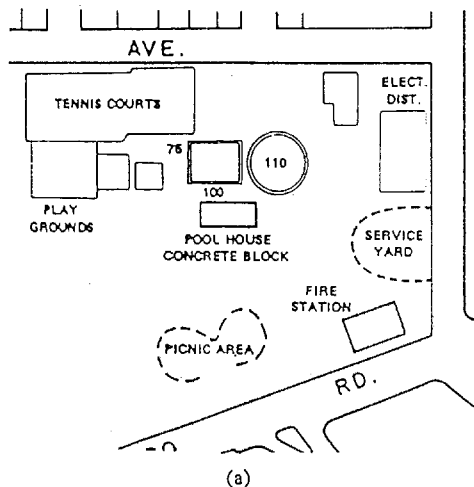 AVE.
TENNIS COURTS
ELECT.
DIST.
75
110
100
PLAY
GROUNDS
POOL HOUSE
CONCRETE BLOCK
SERVICE
YARD
FIRE
STATION
PICNIC AREA
RD.
(a)